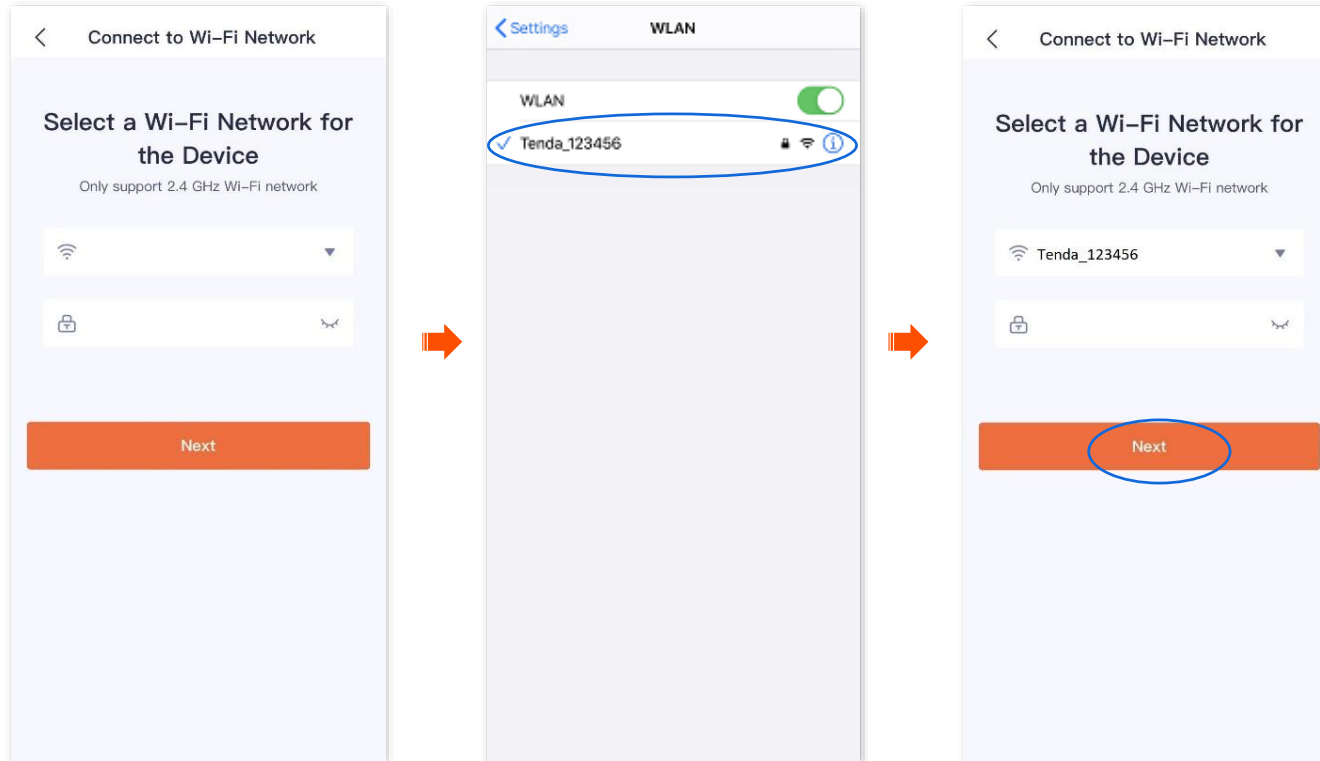 Connect to Wi-Fi Network
Select a Wi-Fi Network for
the Device
Only support 2.4 GHz Wi-Fi network
Next
Settings
WLAN
WLAN
Tenda_123456
Connect to Wi-Fi Network
Select a Wi-Fi Network for
the Device
Only support 2.4 GHz Wi-Fi network
Tenda_123456
Next